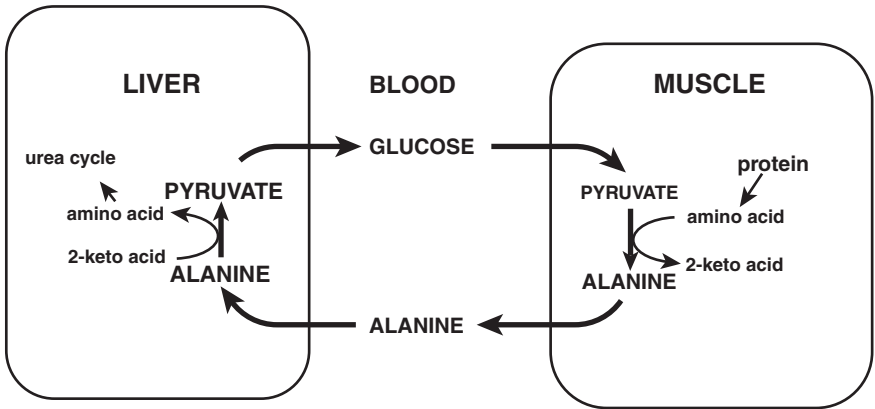 LIVER
BLOOD
MUSCLE
urea cycle
PYRUVATE
amino acid
2-keto acid
ALANINE
GLUCOSE
ALANINE
protein
PYRUVATE
amino acid
2-keto acid
ALANINE